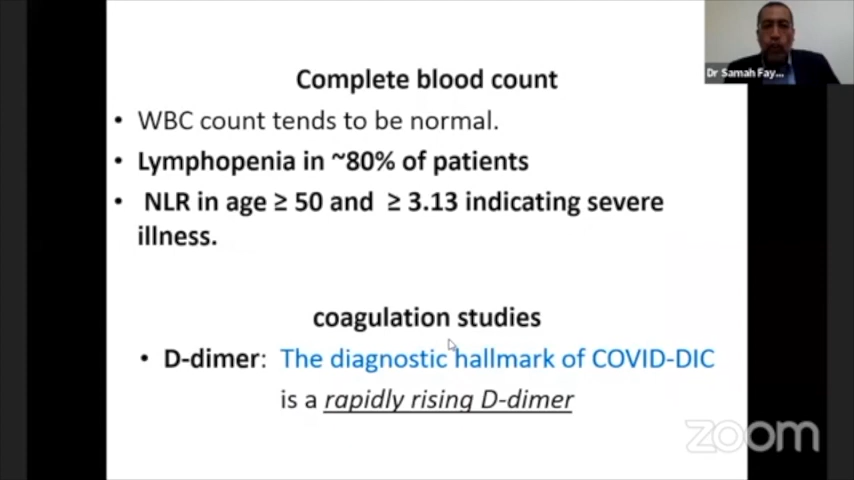 Dr Samah Fay...
Complete blood count
• WBC count tends to be normal.
• Lymphopenia in ~80% of patients
• NLR in age ≥ 50 and ≥ 3.13 indicating severe
illness.
coagulation studies
• D-dimer: The diagnostic hallmark of COVID-DIC
is a rapidly rising D-dimer
zoom